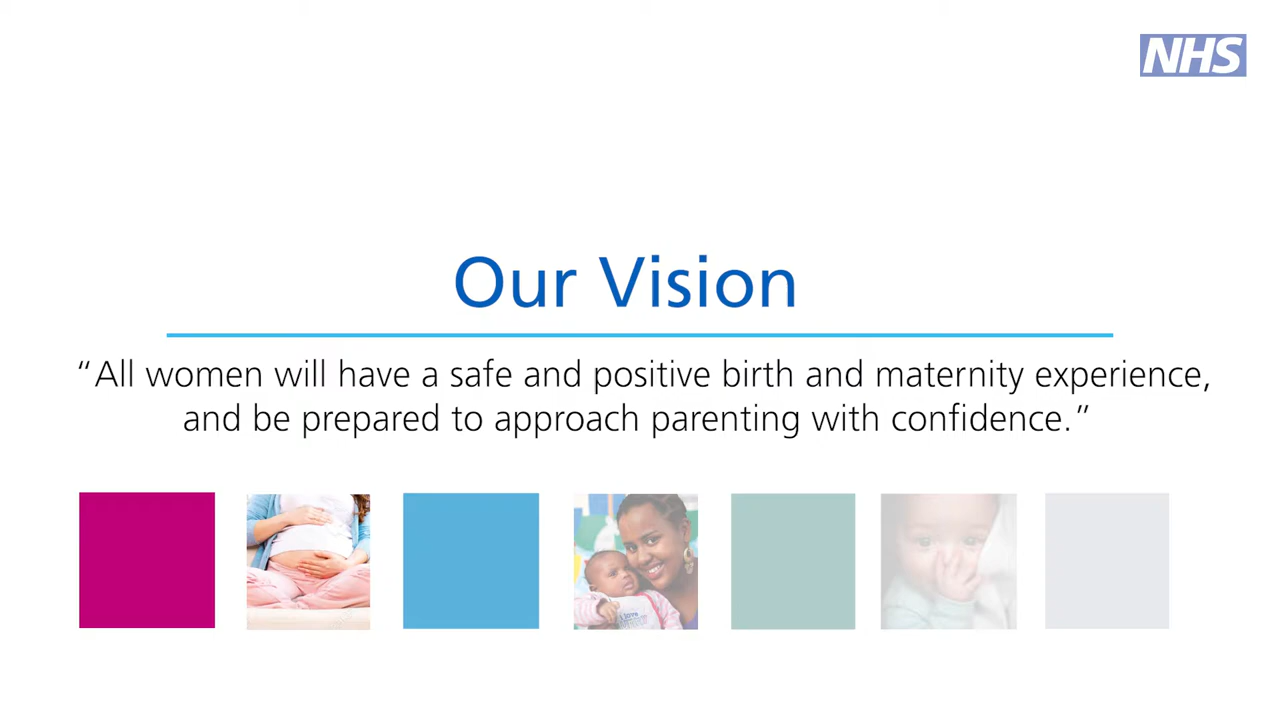 NHS
Our Vision
“All women will have a safe and positive birth and maternity experience,
and be prepared to approach parenting with confidence.”